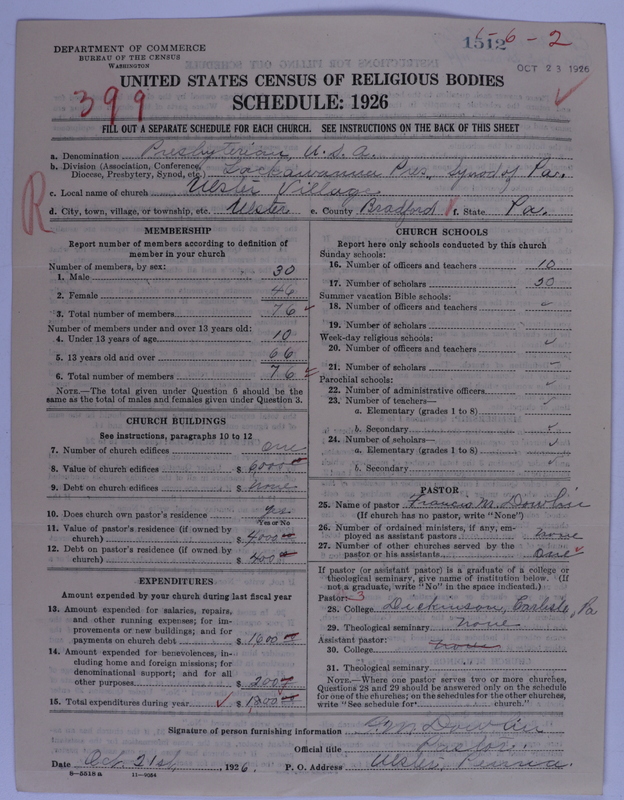 DEPARTMENT OF COMMERCE
BUREAU OF THE CENSUS
WASHINGTON
1512
5-6-2
OCT 23 1926
UNITED STATES CENSUS OF RELIGIOUS BODIES
SCHEDULE: 1926
399
FILL OUT A SEPARATE SCHEDULE FOR EACH CHURCH. SEE INSTRUCTIONS ON THE BACK OF THIS SHEET
R
a. Denomination Presbyterian, U.S.A.
b. Division (Association, Conference, Diocese, Presbytery, Synod, etc.) Lackawanna Pres., Synod of Pa.
c. Local name of church Ulster Village
d. City, town, village, or township, etc. Ulster e. County Bradford f. State Pa.
MEMBERSHIP
Report number of members according to definition of
member in your church
Number of members, by sex:
1. Male 30
2. Female 46
3. Total number of members 76
Number of members under and over 13 years old:
4. Under 13 years of age 10
5. 13 years old and over 66
6. Total number of members 76
NOTE.—The total given under Question 6 should be
same as the total of males and females given under Question 3.
CHURCH BUILDINGS
See instructions, paragraphs 10 to 12
7. Number of church edifices one
8. Value of church edifices $ 6000 00
9. Debt on church edifices $ None
10. Does church own pastor's residence yes
Yes or No
11. Value of pastor's residence (if owned by
church) $ 4000 00
12. Debt on pastor's residence (if owned by
church) $ 400 00
EXPENDITURES
Amount expended by your church during last fiscal year
13. Amount expended for salaries, repairs,
and other running expenses; for im-
provements or new buildings; and for
payments on church debt $ 1600 00
14. Amount expended for benevolences, in-
cluding home and foreign missions; for
denominational support; and for all
other purposes $ 200
15. Total expenditures during year $ 1800 00
CHURCH SCHOOLS
Report here only schools conducted by this church
Sunday schools:
16. Number of officers and teachers 10
17. Number of scholars 50
Summer vacation Bible schools:
18. Number of officers and teachers
19. Number of scholars
Week-day religious schools:
20. Number of officers and teachers
21. Number of scholars
Parochial schools:
22. Number of administrative officers
23. Number of teachers—
a. Elementary (grades 1 to 8)
b. Secondary
24. Number of scholars—
a. Elementary (grades 1 to 8)
b. Secondary
PASTOR
25. Name of pastor Francis M. Dowlin
(If church has no pastor, write "None")
26. Number of ordained ministers, if any, em-
ployed as assistant pastors None
27. Number of other churches served by the
pastor or his assistants One
If pastor (or assistant pastor) is a graduate of a college or
theological seminary, give name of institution below. (If
not a graduate, write "No" in the space indicated.)
Pastor: 3
28. College Dickinson, Carlisle, Pa
29. Theological seminary None
Assistant pastor:
30. College None
31. Theological seminary
NOTE.—Where one pastor serves two or more churches,
Questions 28 and 29 should be answered only on the schedule
for one of the churches; on the schedules for the other churches,
write "See schedule for church."
Signature of person furnishing information F. M. Dowlin
Official title Pastor.
Date Oct. 21st, 1926. P. O. Address Ulster, Penna.
8-5518 a 11-9264